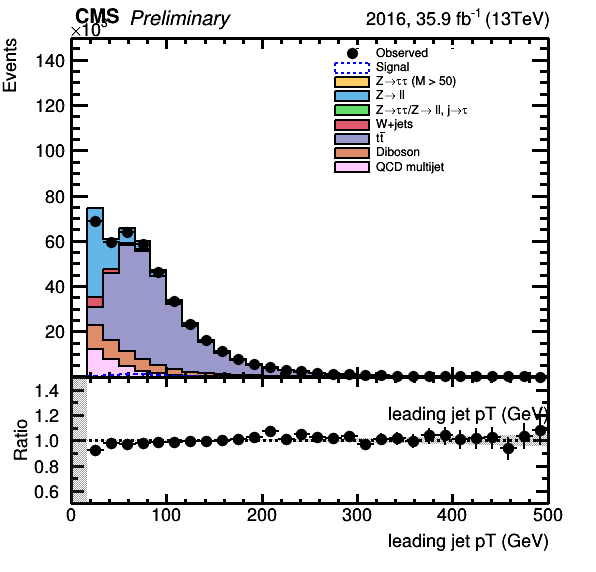 CMS Preliminary 2016, 35.9 fb⁻¹ (13TeV)
×10³
Events
140
120
100
80
60
40
20
Observed
Signal
Z→ττ (M > 50)
Z→ ll
Z→ττ/Z→ ll, j→τ
W+jets
tt̄
Diboson
QCD multijet
leading jet pT (GeV)
Ratio
1.4
1.2
1.0
0.8
0.6
0 100 200 300 400 500
leading jet pT (GeV)